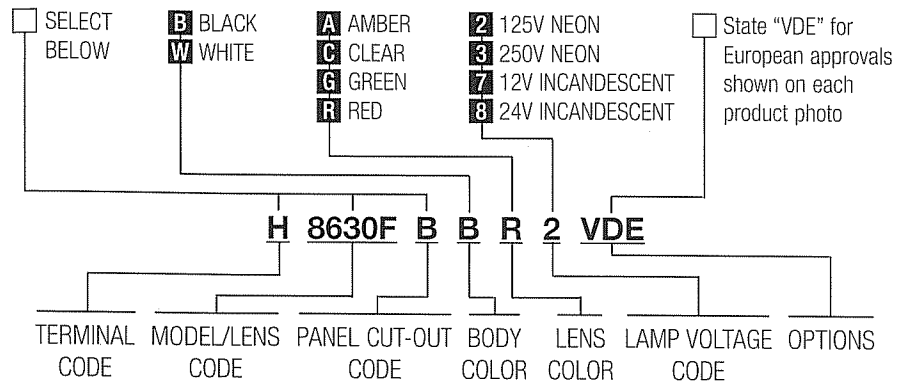 SELECT
BELOW
B BLACK
W WHITE
A AMBER
C CLEAR
G GREEN
R RED
2 125V NEON
3 250V NEON
7 12V INCANDESCENT
8 24V INCANDESCENT
State “VDE” for
European approvals
shown on each
product photo
H 8630F B B R 2 VDE
TERMINAL
CODE
MODEL/LENS
CODE
PANEL CUT-OUT
CODE
BODY
COLOR
LENS
COLOR
LAMP VOLTAGE
CODE
OPTIONS